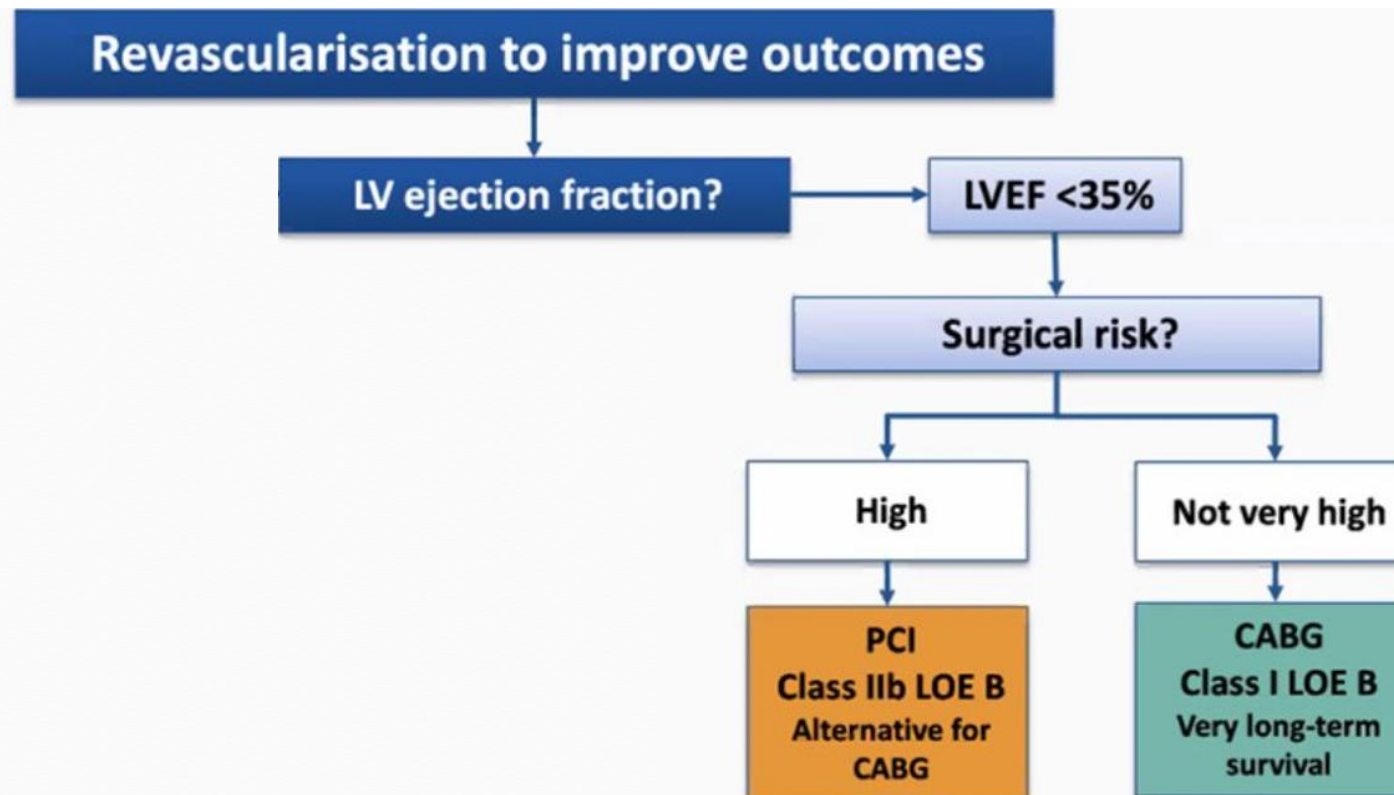 Revascularisation to improve outcomes
LV ejection fraction?
LVEF <35%
Surgical risk?
High
Not very high
PCI
Class IIb LOE B
Alternative for
CABG
CABG
Class I LOE B
Very long-term
survival